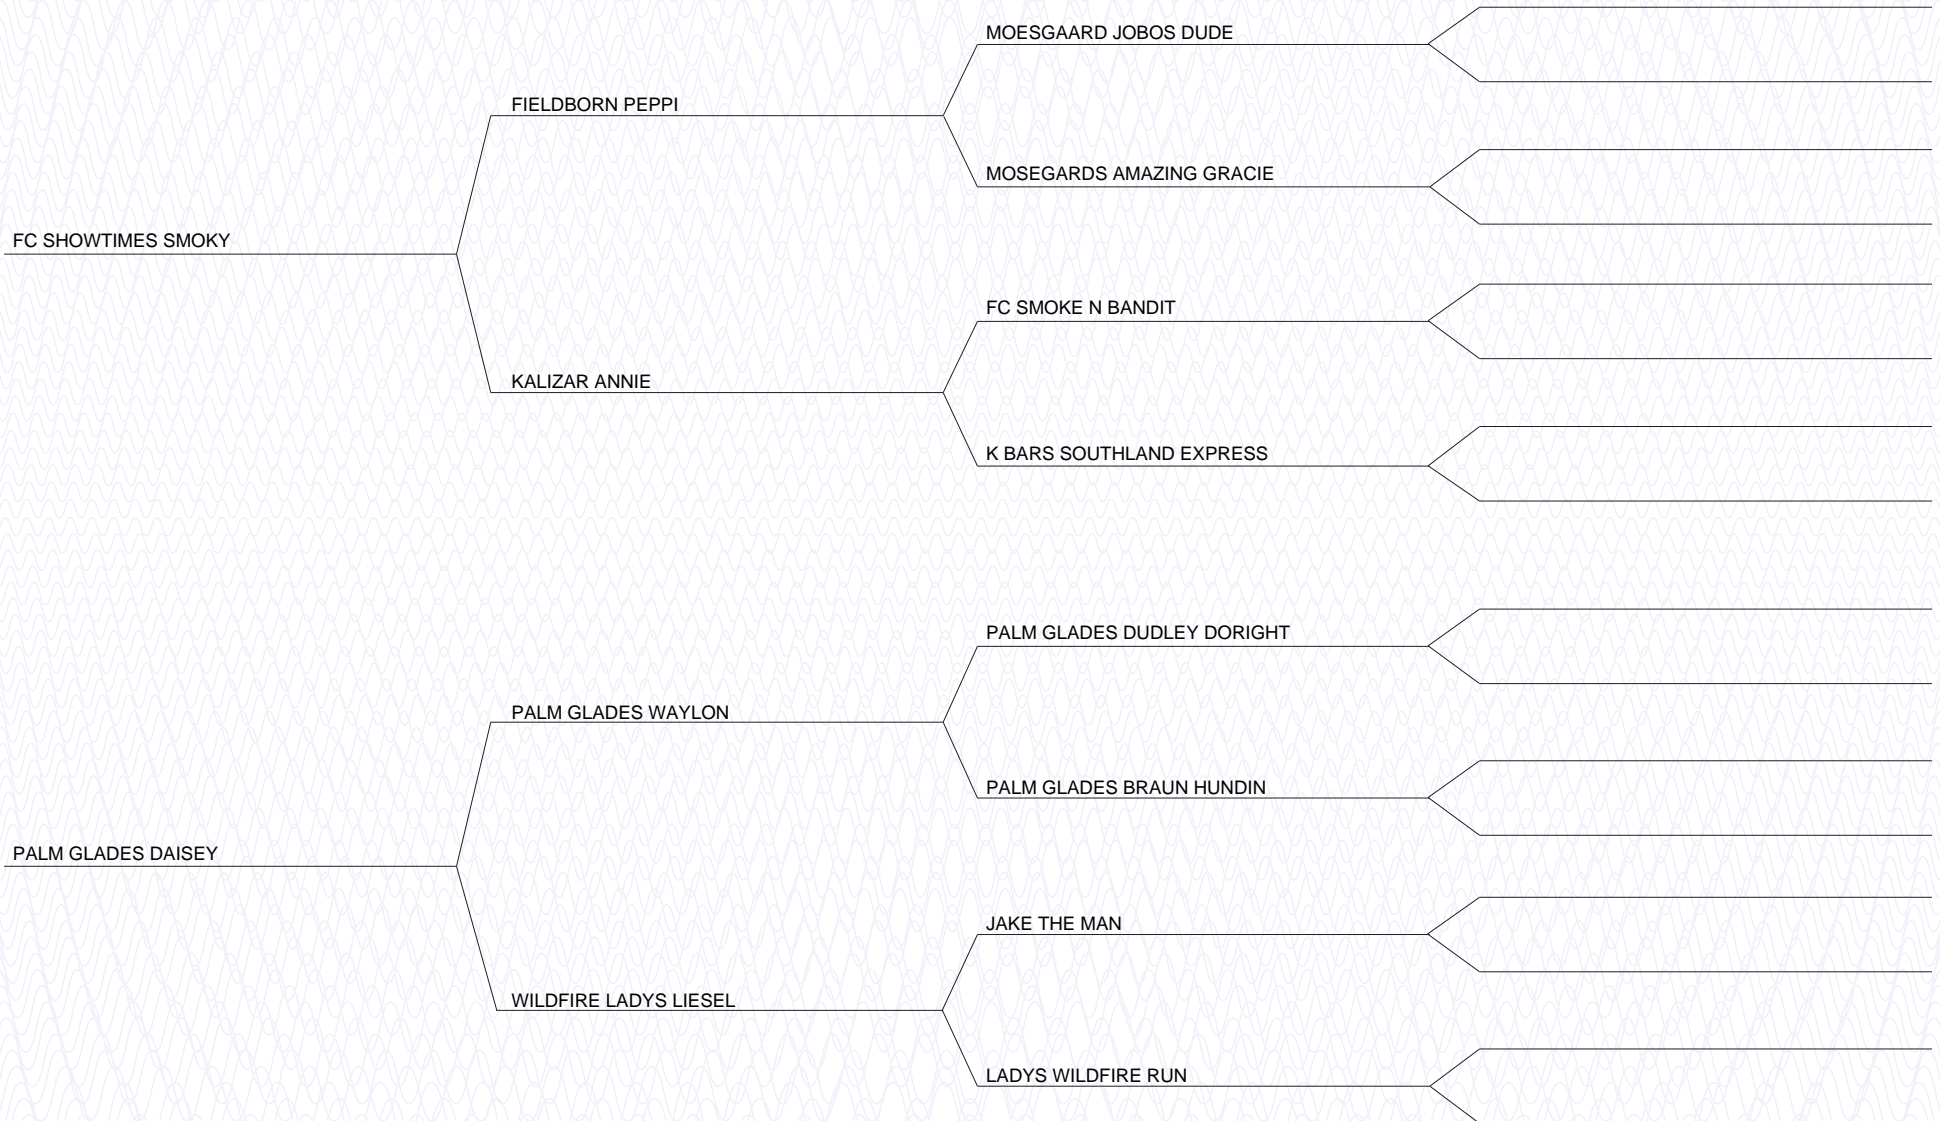 MOESGAARD JOBOS DUDE
FIELDBORN PEPPI
MOSEGARDS AMAZING GRACIE
FC SHOWTIMES SMOKY
FC SMOKE N BANDIT
KALIZAR ANNIE
K BARS SOUTHLAND EXPRESS
PALM GLADES DUDLEY DORIGHT
PALM GLADES WAYLON
PALM GLADES BRAUN HUNDIN
PALM GLADES DAISEY
JAKE THE MAN
WILDFIRE LADYS LIESEL
LADYS WILDFIRE RUN